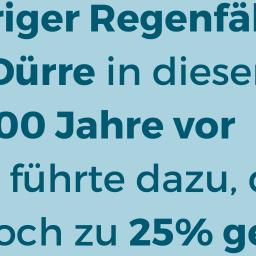 riger Regenfäl
Dürre in dieser
00 Jahre vor
führte dazu, d
och zu 25% ge